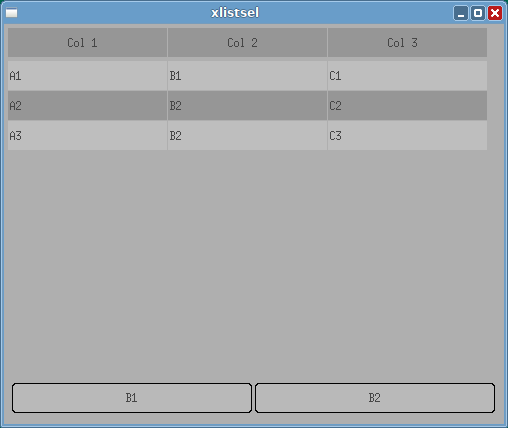 xlistsel
Col 1 Col 2 Col 3
A1 B1 C1
A2 B2 C2
A3 B2 C3
B1 B2